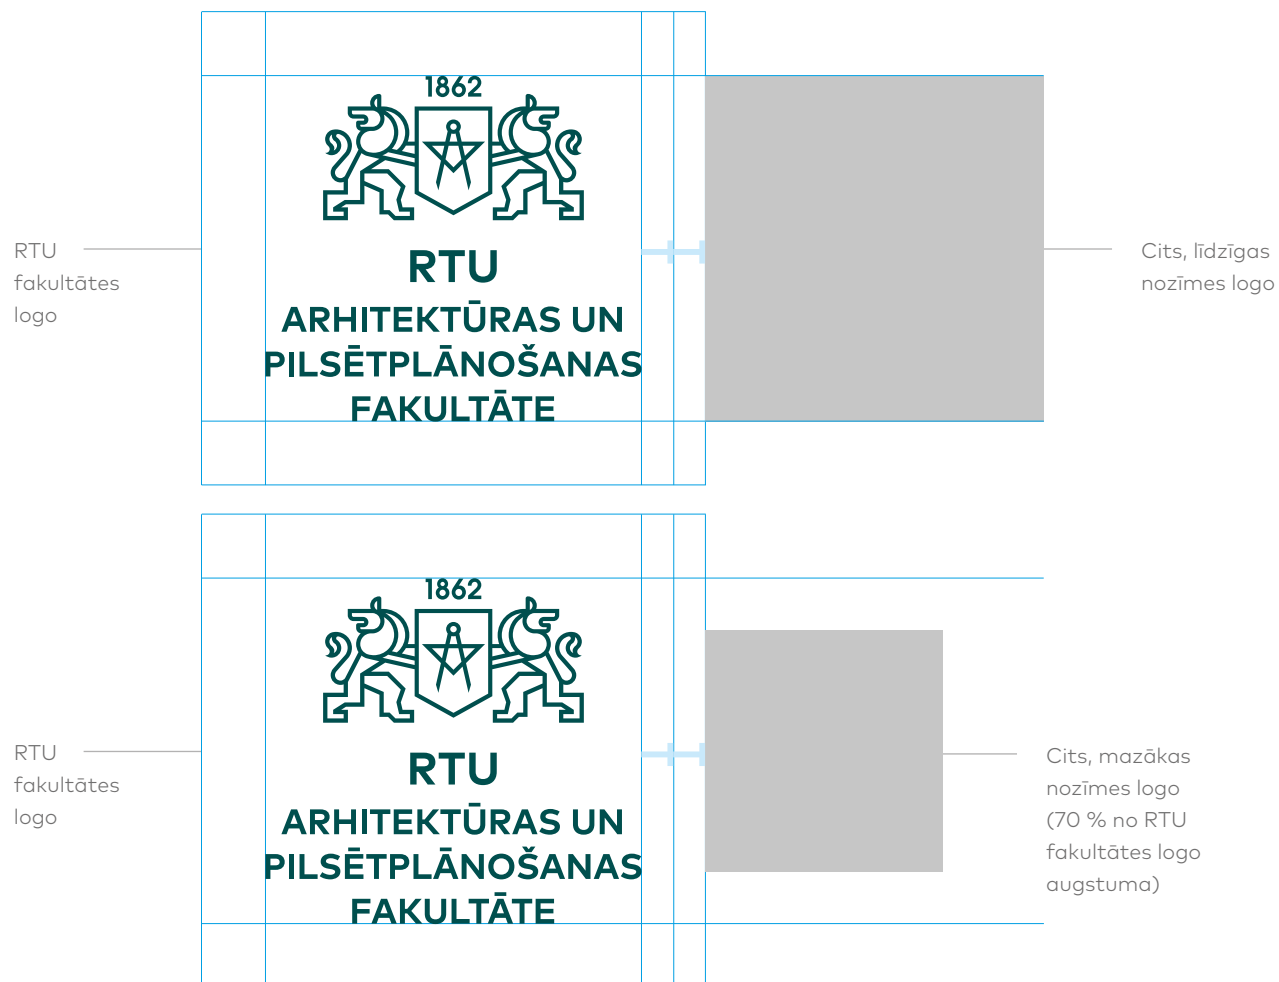 1862
RTU
ARHITEKTŪRAS UN
PILSĒTPLĀNOŠANAS
FAKULTĀTE
RTU
fakultātes
logo
Cits, līdzīgas
nozīmes logo
1862
RTU
ARHITEKTŪRAS UN
PILSĒTPLĀNOŠANAS
FAKULTĀTE
RTU
fakultātes
logo
Cits, mazākas
nozīmes logo
(70 % no RTU
fakultātes logo
augstuma)